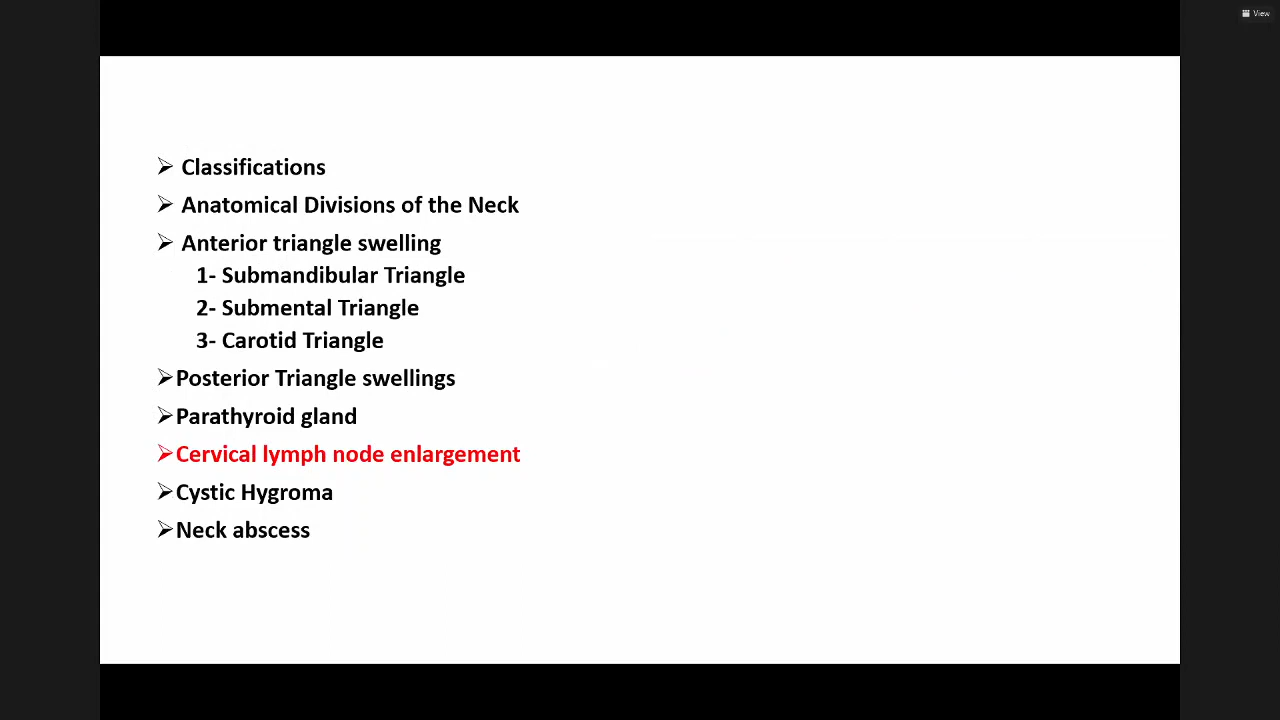 View
➢ Classifications
➢ Anatomical Divisions of the Neck
➢ Anterior triangle swelling
1- Submandibular Triangle
2- Submental Triangle
3- Carotid Triangle
➢Posterior Triangle swellings
➢Parathyroid gland
➢Cervical lymph node enlargement
➢Cystic Hygroma
➢Neck abscess